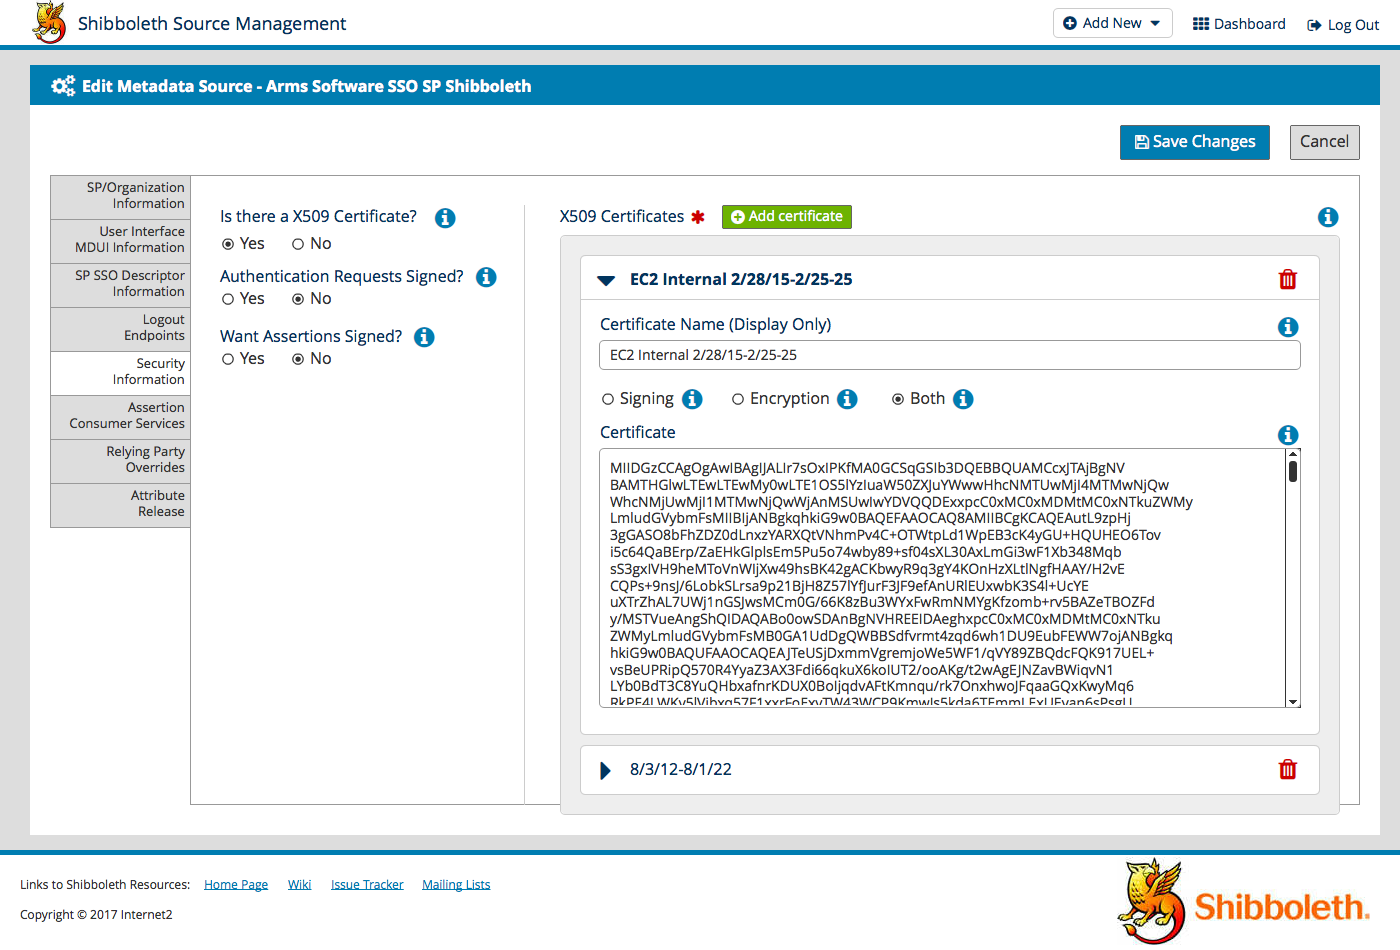 Shibboleth Source Management
Add New
Dashboard
Log Out
Edit Metadata Source - Arms Software SSO SP Shibboleth
Save Changes
Cancel
SP/Organization
Information
User Interface
MDUI Information
SP SSO Descriptor
Information
Logout
Endpoints
Security
Information
Assertion
Consumer Services
Relying Party
Overrides
Attribute
Release
Is there a X509 Certificate?
Yes No
Authentication Requests Signed?
Yes No
Want Assertions Signed?
Yes No
X509 Certificates *
Add certificate
EC2 Internal 2/28/15-2/25-25
Certificate Name (Display Only)
EC2 Internal 2/28/15-2/25-25
Signing Encryption Both
Certificate
MIIDGzCCAgOgAwIBAgIJALIr7sOxIPKfMA0GCSqGSIb3DQEBBQUAMCcxJTAjBgNV
BAMTHGlwLTEwLTEwMy0wLTE1OS5lYzIuaW50ZXJuYWwwHhcNMTUwMjI4MTMwNjQw
WhcNMjUwMjI1MTMwNjQwWjAnMSUwIwYDVQQDExxpcC0xMC0xMDMtMC0xNTkuZWMy
LmludGVybmFsMIIBIjANBgkqhkiG9w0BAQEFAAOCAQ8AMIIBCgKCAQEAutL9zpHj
3gGASO8bFhZDZ0dLnxzYARXQtVNhmPv4C+OTWtpLd1WpEB3cK4yGU+HQUHEO6Tov
i5c64QaBErp/ZaEHkGlplsEm5Pu5o74wby89+sf04sXL30AxLmGi3wF1Xb348Mqb
sS3gxIVH9heMToVnWIjXw49hsBK42gACKbwyR9q3gY4KOnHzXLtlNgfHAAY/H2vE
CQPs+9nsJ/6LobkSLrsa9p21BjH8Z57lYfJurF3JF9efAnURlEUxwbK3S4l+UcYE
uXTrZhAL7UWj1nGSJwsMCm0G/66K8zBu3WYxFwRmNMYgKfzomb+rv5BAZeTBOZFd
y/MSTVueAngShQIDAQABo0owSDAnBgNVHREEIDAeghxpcC0xMC0xMDMtMC0xNTku
ZWMyLmludGVybmFsMB0GA1UdDgQWBBSdfvrmt4zqd6wh1DU9EubFEWW7ojANBgkq
hkiG9w0BAQUFAAOCAQEAJTeUSjDxmmVgremjoWe5WF1/qVY89ZBQdcFQK917UEL+
vsBeUPRipQ570R4YyaZ3AX3Fdi66qkuX6koIUT2/ooAKg/t2wAgEJNZavBWiqvN1
LYb0BdT3C8YuQHbxafnrKDUX0BoIjqdvAFtKmnqu/rk7OnxhwoJFqaaGQxKwyMq6
8/3/12-8/1/22
Links to Shibboleth Resources: Home Page Wiki Issue Tracker Mailing Lists
Copyright © 2017 Internet2
Shibboleth.